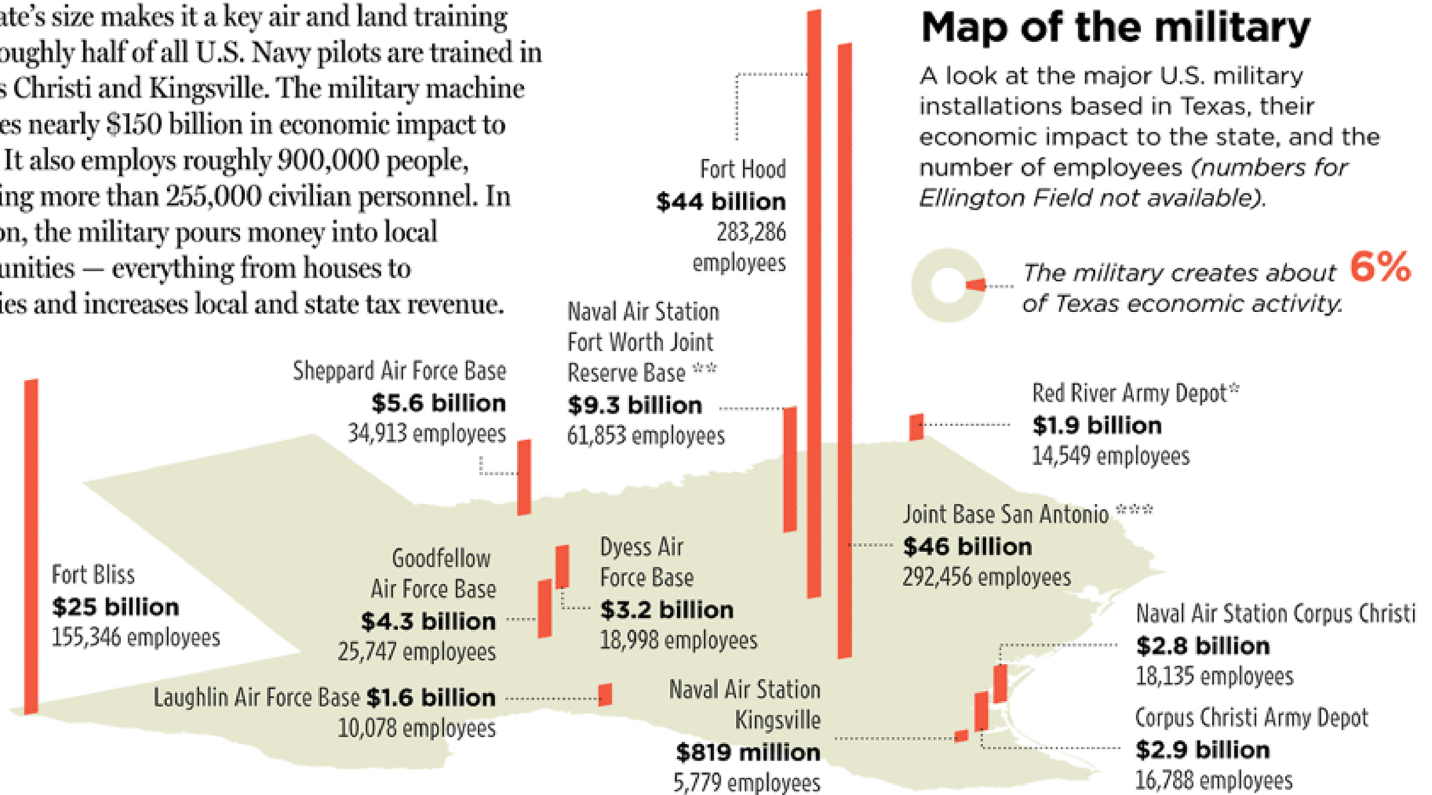 ate's size makes it a key air and land training
oughly half of all U.S. Navy pilots are trained in
s Christi and Kingsville. The military machine
es nearly $150 billion in economic impact to
It also employs roughly 900,000 people,
ing more than 255,000 civilian personnel. In
on, the military pours money into local
unities — everything from houses to
ies and increases local and state tax revenue.
Map of the military
A look at the major U.S. military
installations based in Texas, their
economic impact to the state, and the
number of employees (numbers for
Ellington Field not available).
The military creates about 6%
of Texas economic activity.
Fort Hood
$44 billion
283,286
employees
Naval Air Station
Fort Worth Joint
Reserve Base **
$9.3 billion
61,853 employees
Sheppard Air Force Base
$5.6 billion
34,913 employees
Red River Army Depot*
$1.9 billion
14,549 employees
Joint Base San Antonio ***
$46 billion
292,456 employees
Fort Bliss
$25 billion
155,346 employees
Goodfellow
Air Force Base
$4.3 billion
25,747 employees
Dyess Air
Force Base
$3.2 billion
18,998 employees
Laughlin Air Force Base $1.6 billion
10,078 employees
Naval Air Station
Kingsville
$819 million
5,779 employees
Naval Air Station Corpus Christi
$2.8 billion
18,135 employees
Corpus Christi Army Depot
$2.9 billion
16,788 employees